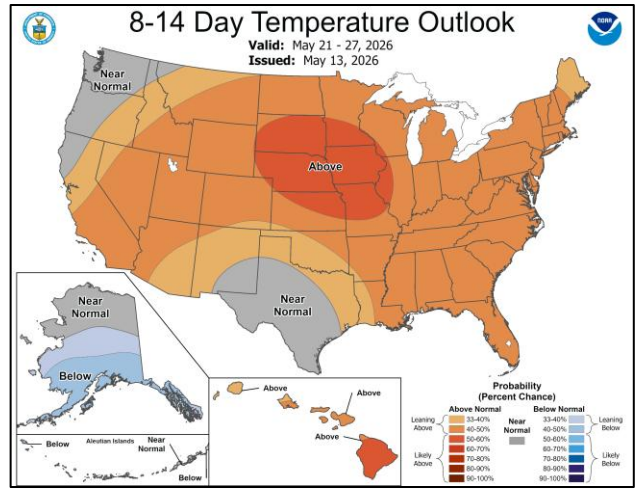 8-14 Day Temperature Outlook
Valid: May 21 - 27, 2026
Issued: May 13, 2026
NOAA
Near
Normal
Above
Near
Normal
Near
Normal
Below
Below
Aleutian Islands
Near
Normal
Below
Above
Above
Above
Probability
(Percent Chance)
Above Normal
Below Normal
Leaning
Above
33-40%
40-50%
Likely
Above
50-60%
60-70%
70-80%
80-90%
90-100%
Near
Normal
33-40%
40-50%
Leaning
Below
50-60%
60-70%
70-80%
80-90%
90-100%
Likely
Below